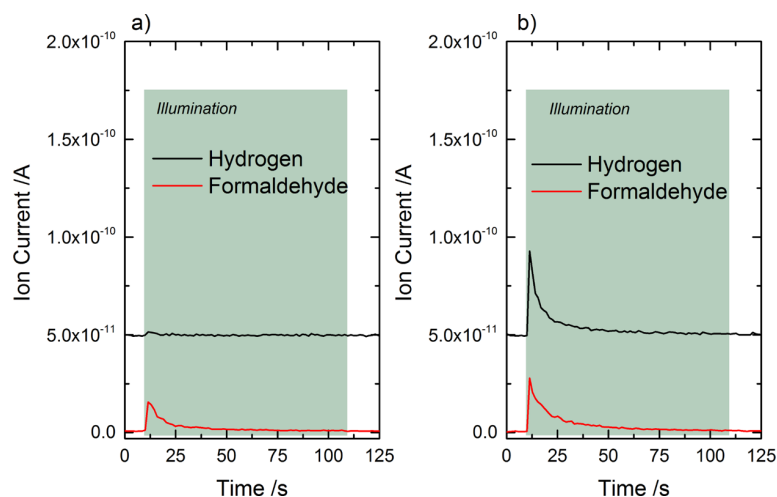 a)
2.0x10⁻¹⁰
1.5x10⁻¹⁰
1.0x10⁻¹⁰
5.0x10⁻¹¹
0.0
Ion Current /A
Illumination
Hydrogen
Formaldehyde
0 25 50 75 100 125
Time /s
b)
2.0x10⁻¹⁰
1.5x10⁻¹⁰
1.0x10⁻¹⁰
5.0x10⁻¹¹
0.0
Ion Current /A
Illumination
Hydrogen
Formaldehyde
0 25 50 75 100 125
Time /s